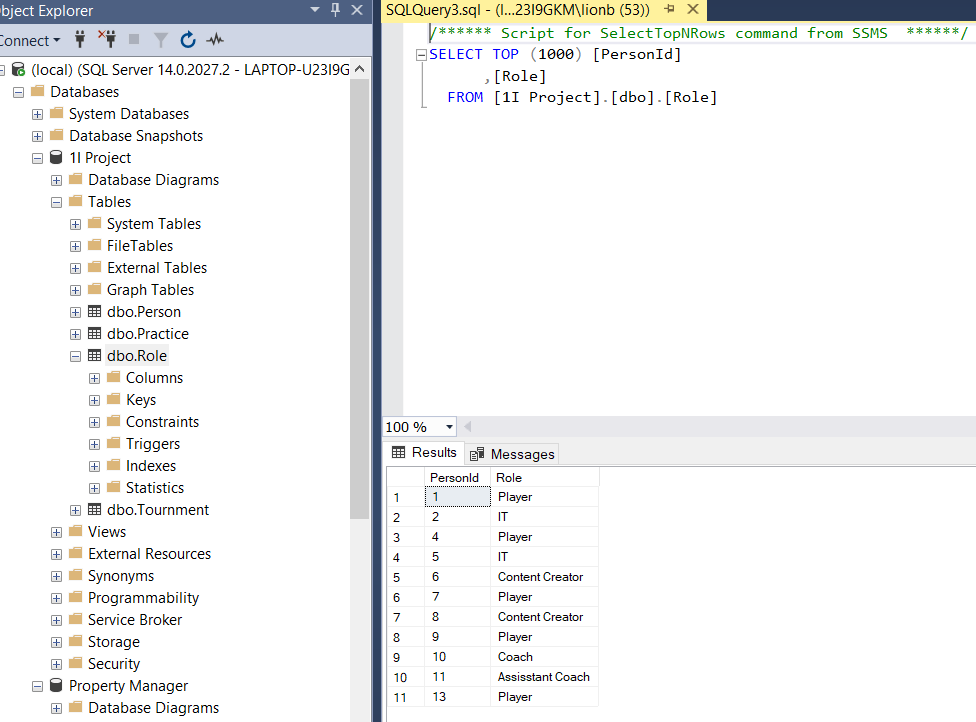 bject Explorer
Connect
(local) (SQL Server 14.0.2027.2 - LAPTOP-U23I9G
Databases
System Databases
Database Snapshots
1I Project
Database Diagrams
Tables
System Tables
FileTables
External Tables
Graph Tables
dbo.Person
dbo.Practice
dbo.Role
Columns
Keys
Constraints
Triggers
Indexes
Statistics
dbo.Tournment
Views
External Resources
Synonyms
Programmability
Service Broker
Storage
Security
Property Manager
Database Diagrams
SQLQuery3.sql - (l...23I9GKM\lionb (53))
/****** Script for SelectTopNRows command from SSMS  ******/
SELECT TOP (1000) [PersonId]
,[Role]
FROM [1I Project].[dbo].[Role]
100 %
Results Messages
PersonId Role
1 1 Player
2 2 IT
3 4 Player
4 5 IT
5 6 Content Creator
6 7 Player
7 8 Content Creator
8 9 Player
9 10 Coach
10 11 Assisstant Coach
11 13 Player